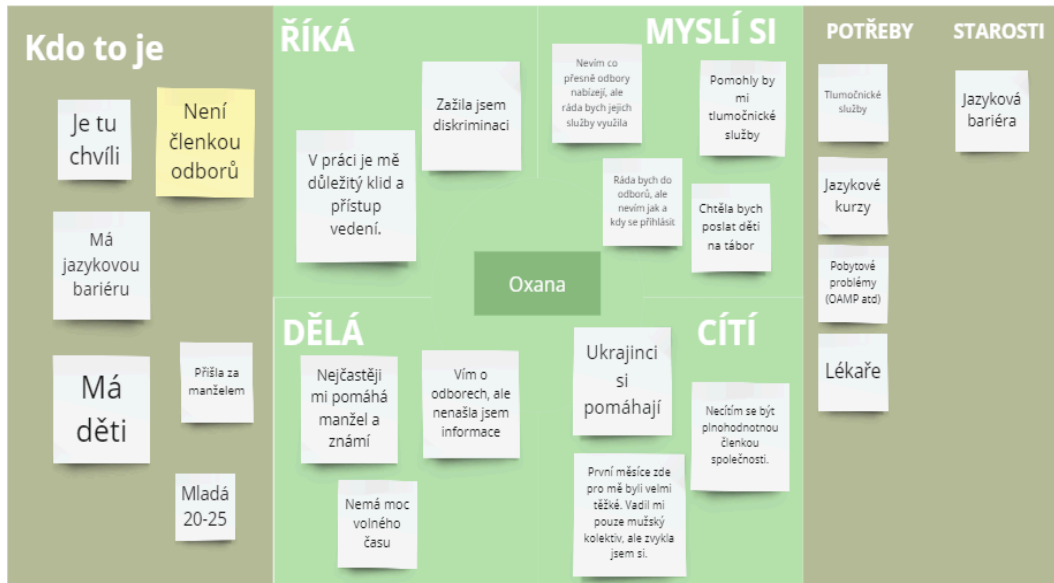 Kdo to je
Je tu
chvíli
Není
členkou
odborů
Má
jazykovou
bariéru
Má
děti
Přišla za
manželem
Mladá
20-25
ŘÍKÁ
V práci je mě
důležitý klid a
přístup
vedení.
Zažila jsem
diskriminaci
MYSLÍ SI
Nevím co
přesně odbory
nabízejí, ale
ráda bych jejich
služby využila
Pomohly by
mi
tlumočnické
služby
Ráda bych do
odborů, ale
nevím jak a
kdy se přihlásit
Chtěla bych
poslat děti
na tábor
Oxana
DĚLÁ
Nejčastěji
mi pomáhá
manžel a
známí
Vím o
odborech, ale
nenašla jsem
informace
Nemá moc
volného
času
CÍTÍ
Ukrajinci
si
pomáhají
Necítím se být
plnohodnotnou
členkou
společnosti.
První měsíce zde
pro mě byli velmi
těžké. Vadil mi
pouze mužský
kolektiv, ale zvykla
jsem si.
POTŘEBY
Tlumočnické
služby
Jazykové
kurzy
Pobytové
problémy
(OAMP atd)
Lékaře
STAROSTI
Jazyková
bariéra